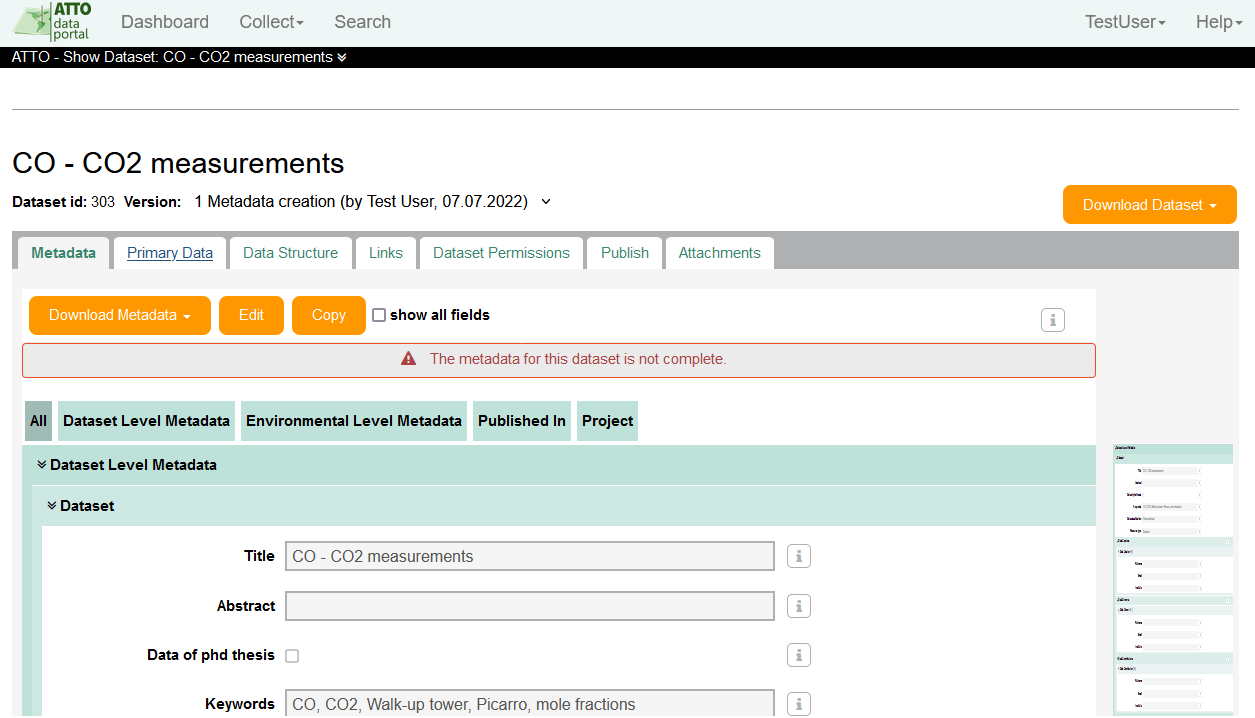 ATTO
data
portal
Dashboard Collect Search TestUser Help
ATTO - Show Dataset: CO - CO2 measurements
CO - CO2 measurements
Dataset id: 303 Version: 1 Metadata creation (by Test User, 07.07.2022)
Download Dataset
Metadata Primary Data Data Structure Links Dataset Permissions Publish Attachments
Download Metadata Edit Copy show all fields i
The metadata for this dataset is not complete.
All Dataset Level Metadata Environmental Level Metadata Published In Project
Dataset Level Metadata
Dataset
Title CO - CO2 measurements i
Abstract i
Data of phd thesis i
Keywords CO, CO2, Walk-up tower, Picarro, mole fractions i